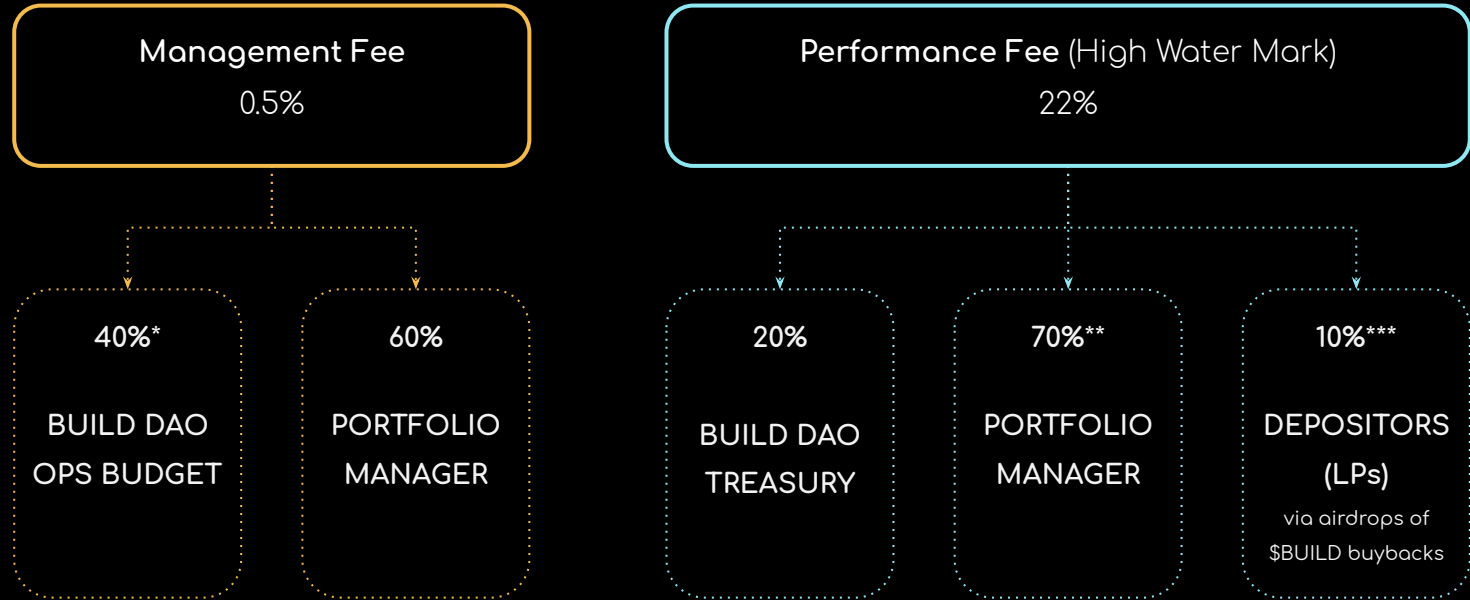 Management Fee
0.5%
40%*
BUILD DAO
OPS BUDGET
60%
PORTFOLIO
MANAGER
Performance Fee (High Water Mark)
22%
20%
BUILD DAO
TREASURY
70%**
PORTFOLIO
MANAGER
10%***
DEPOSITORS
(LPs)
via airdrops of
$BUILD buybacks